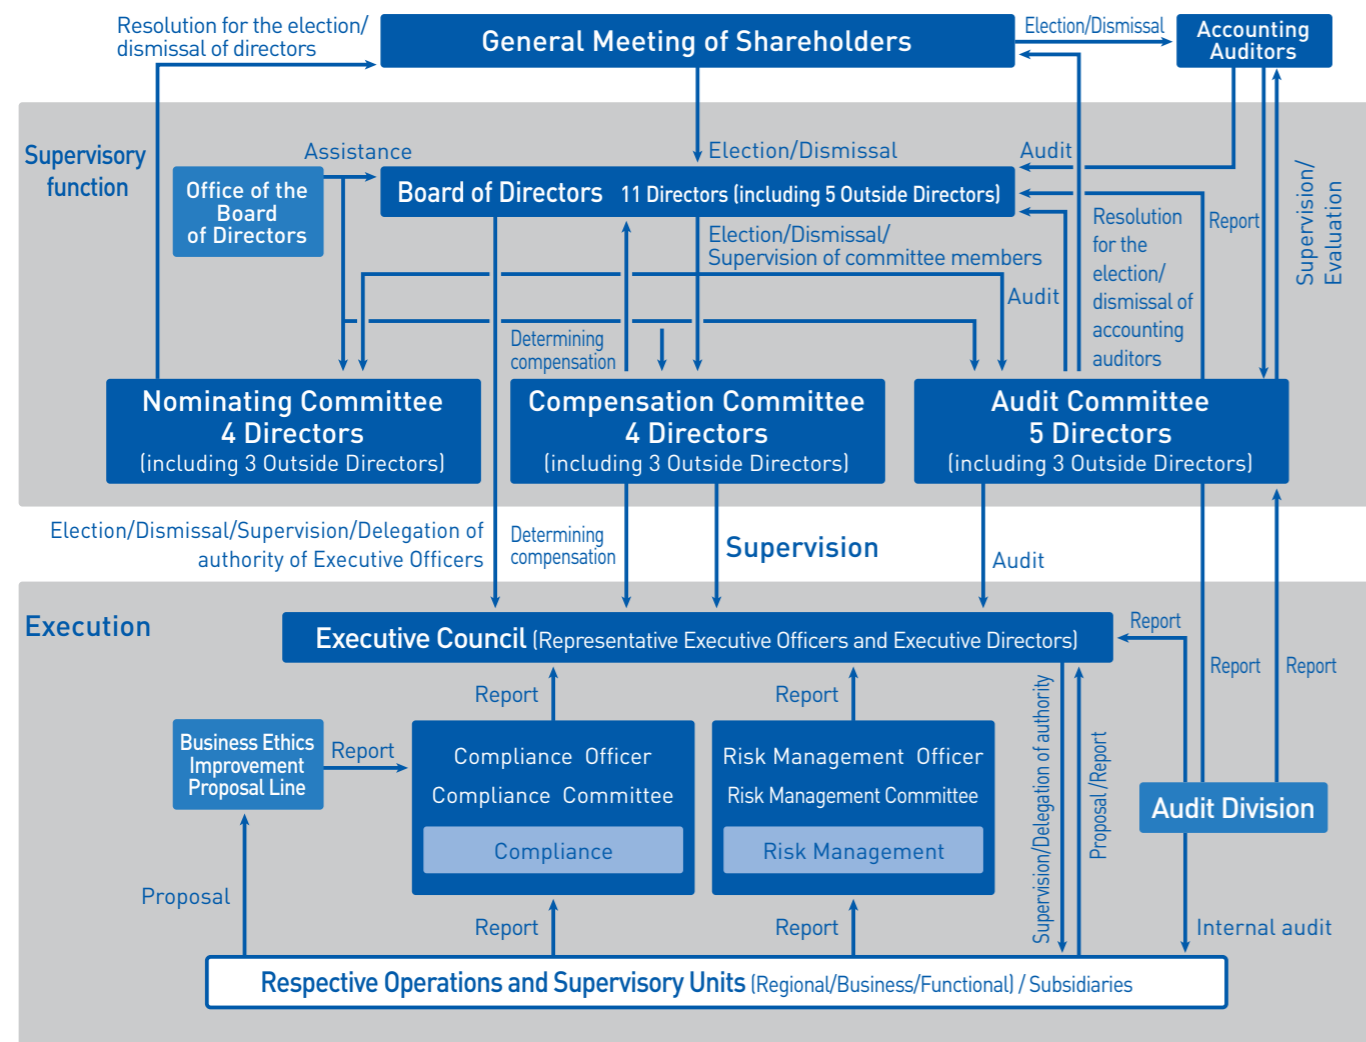 Resolution for the election/
dismissal of directors
General Meeting of Shareholders
Election/Dismissal
Accounting
Auditors
Supervisory
function
Assistance
Election/Dismissal
Audit
Office of the
Board
of Directors
Board of Directors 11 Directors (including 5 Outside Directors)
Election/Dismissal/
Supervision of committee members
Resolution
for the
election/
dismissal of
accounting
auditors
Report
Supervision/
Evaluation
Audit
Determining
compensation
Nominating Committee
4 Directors
(including 3 Outside Directors)
Compensation Committee
4 Directors
(including 3 Outside Directors)
Audit Committee
5 Directors
(including 3 Outside Directors)
Election/Dismissal/Supervision/Delegation of
authority of Executive Officers
Determining
compensation
Supervision
Audit
Execution
Executive Council (Representative Executive Officers and Executive Directors)
Report
Report
Report
Report
Report
Business Ethics
Improvement
Proposal Line
Report
Compliance Officer
Compliance Committee
Compliance
Risk Management Officer
Risk Management Committee
Risk Management
Supervision/Delegation of authority
Proposal /Report
Audit Division
Proposal
Report
Report
Internal audit
Respective Operations and Supervisory Units (Regional/Business/Functional) / Subsidiaries